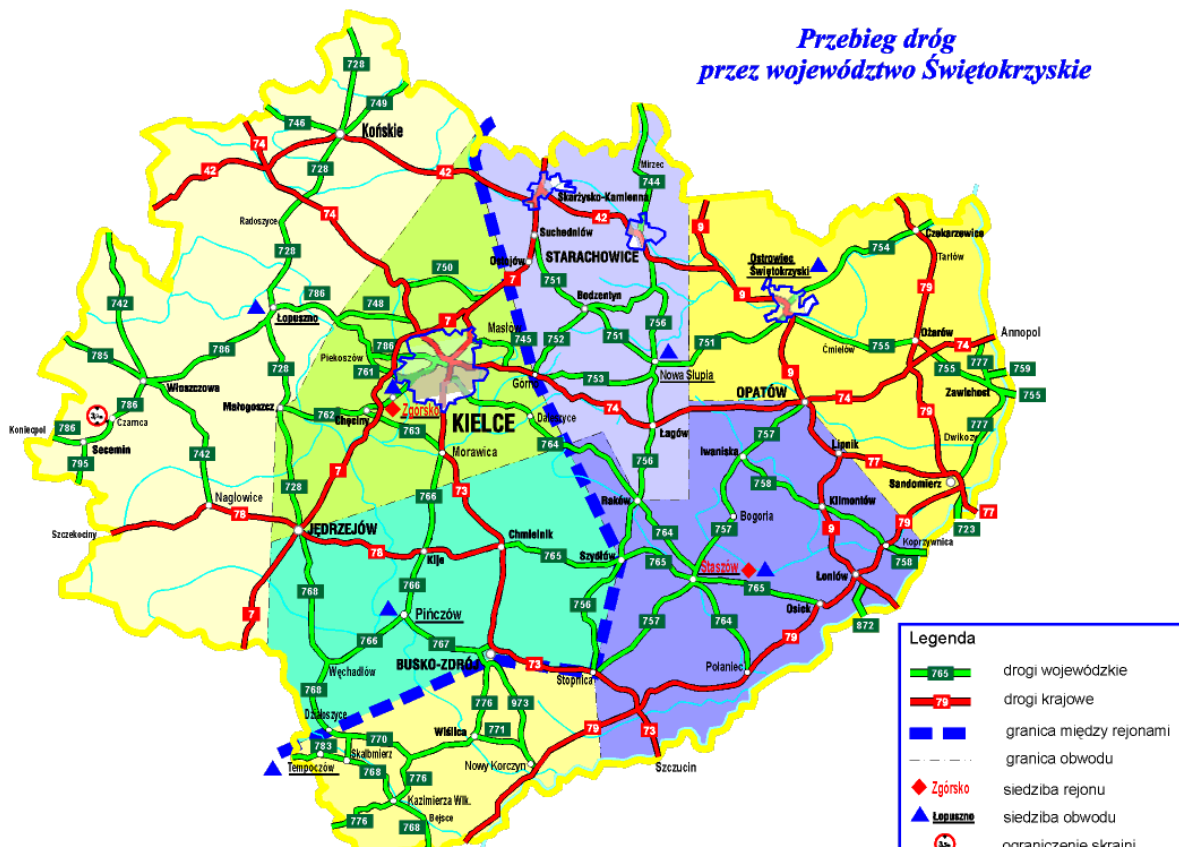 Przebieg dróg
przez województwo Świętokrzyskie
728
749
746
Końskie
74
42
728
42
Mirzec
744
Skarżysko-Kamienna
42
9
74
Radoszyce
Suchedniów
STARACHOWICE
Czekarzewice
754
Tarłów
Ostrowiec
Świętokrzyski
728
750
7
751
Bodzentyn
9
79
742
786
748
7
Masłów
756
Łopuszno
745
752
751
751
Ćmielów
755
Ożarów
Annopol
74
786
Piekoszów
786
761
785
Włoszczowa
Górno
753
Nowa Słupia
9
777
759
755
Zawichost
755
728
Małogoszcz
762
Chęciny
Zgórsko
KIELCE
Daleszyce
74
OPATÓW
74
79
777
786
Czarnca
Koniecpol
786
Secemin
795
763
Morawica
764
Łagów
757
Dwikozy
742
7
756
Iwaniska
Lipnik
77
758
Sandomierz
728
766
73
Raków
Klimontów
Nagłowice
78
Szczekociny
JĘDRZEJÓW
Bogoria
764
757
9
79
77
723
Koprzywnica
78
Kije
Chmielnik
765
Szydłów
765
Staszów
758
768
766
765
Łoniów
756
Osiek
Pińczów
757
764
79
872
7
766
767
Węchadłów
BUSKO-ZDRÓJ
73
Stopnica
Połaniec
768
Działoszyce
776
973
79
73
770
771
Wiślica
783
Skalbmierz
Tempoczów
768
776
Nowy Korczyn
Szczucin
Kazimierza Wlk.
776
768
Bejsce
Legenda
765 drogi wojewódzkie
79 drogi krajowe
granica między rejonami
granica obwodu
Zgórsko siedziba rejonu
Łopuszno siedziba obwodu
ograniczenie skrajni